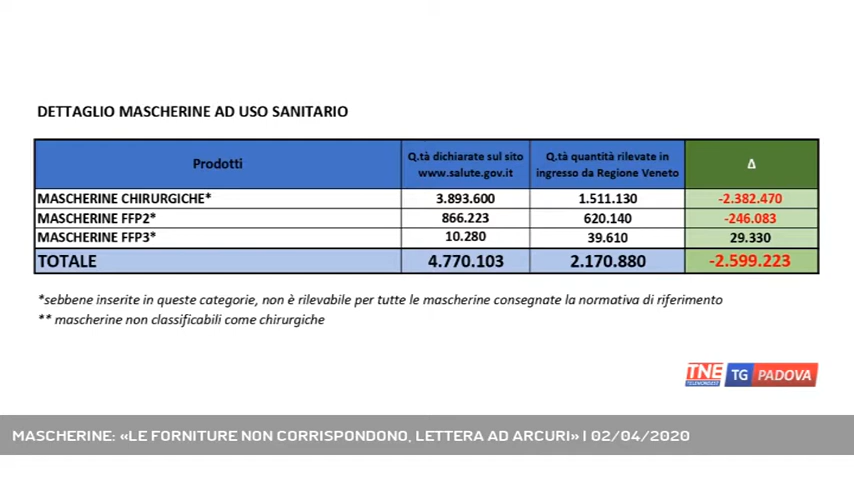 DETTAGLIO MASCHERINE AD USO SANITARIO
Prodotti
Q.tà dichiarate sul sito
www.salute.gov.it
Q.tà quantità rilevate in
ingresso da Regione Veneto
Δ
MASCHERINE CHIRURGICHE* 3.893.600 1.511.130 -2.382.470
MASCHERINE FFP2* 866.223 620.140 -246.083
MASCHERINE FFP3* 10.280 39.610 29.330
TOTALE 4.770.103 2.170.880 -2.599.223
*sebbene inserite in queste categorie, non è rilevabile per tutte le mascherine consegnate la normativa di riferimento
** mascherine non classificabili come chirurgiche
TNE TG PADOVA
TELENORDEST
MASCHERINE: «LE FORNITURE NON CORRISPONDONO, LETTERA AD ARCURI» | 02/04/2020